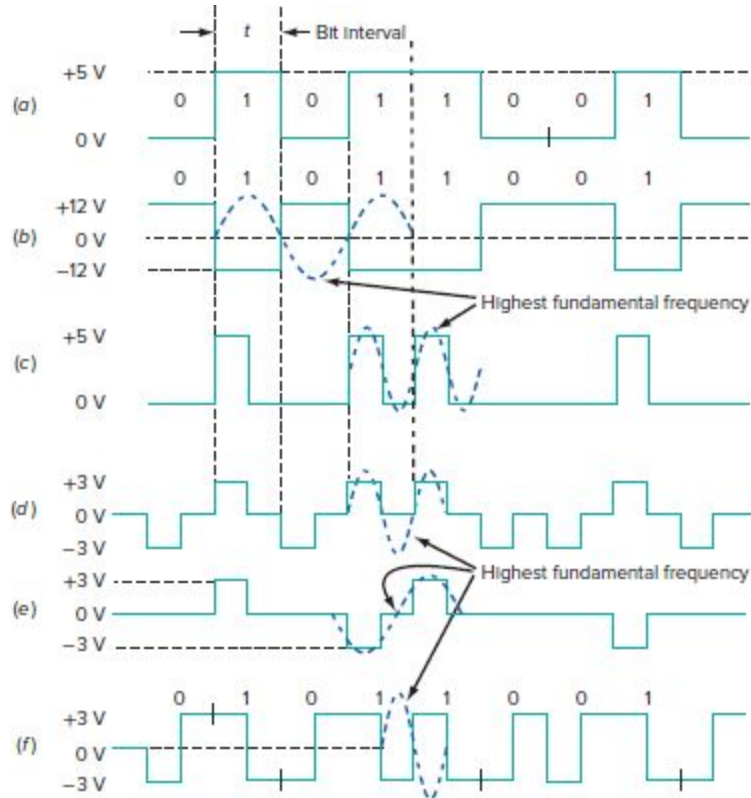 t Bit interval
+5 V
(a) 0 1 0 1 1 0 0 1
0 V
0 1 0 1 1 0 0 1
+12 V
(b) 0 V
−12 V
Highest fundamental frequency
+5 V
(c)
0 V
+3 V
(d) 0 V
−3 V
Highest fundamental frequency
+3 V
(e) 0 V
−3 V
0 1 0 1 1 0 0 1
+3 V
(f) 0 V
−3 V